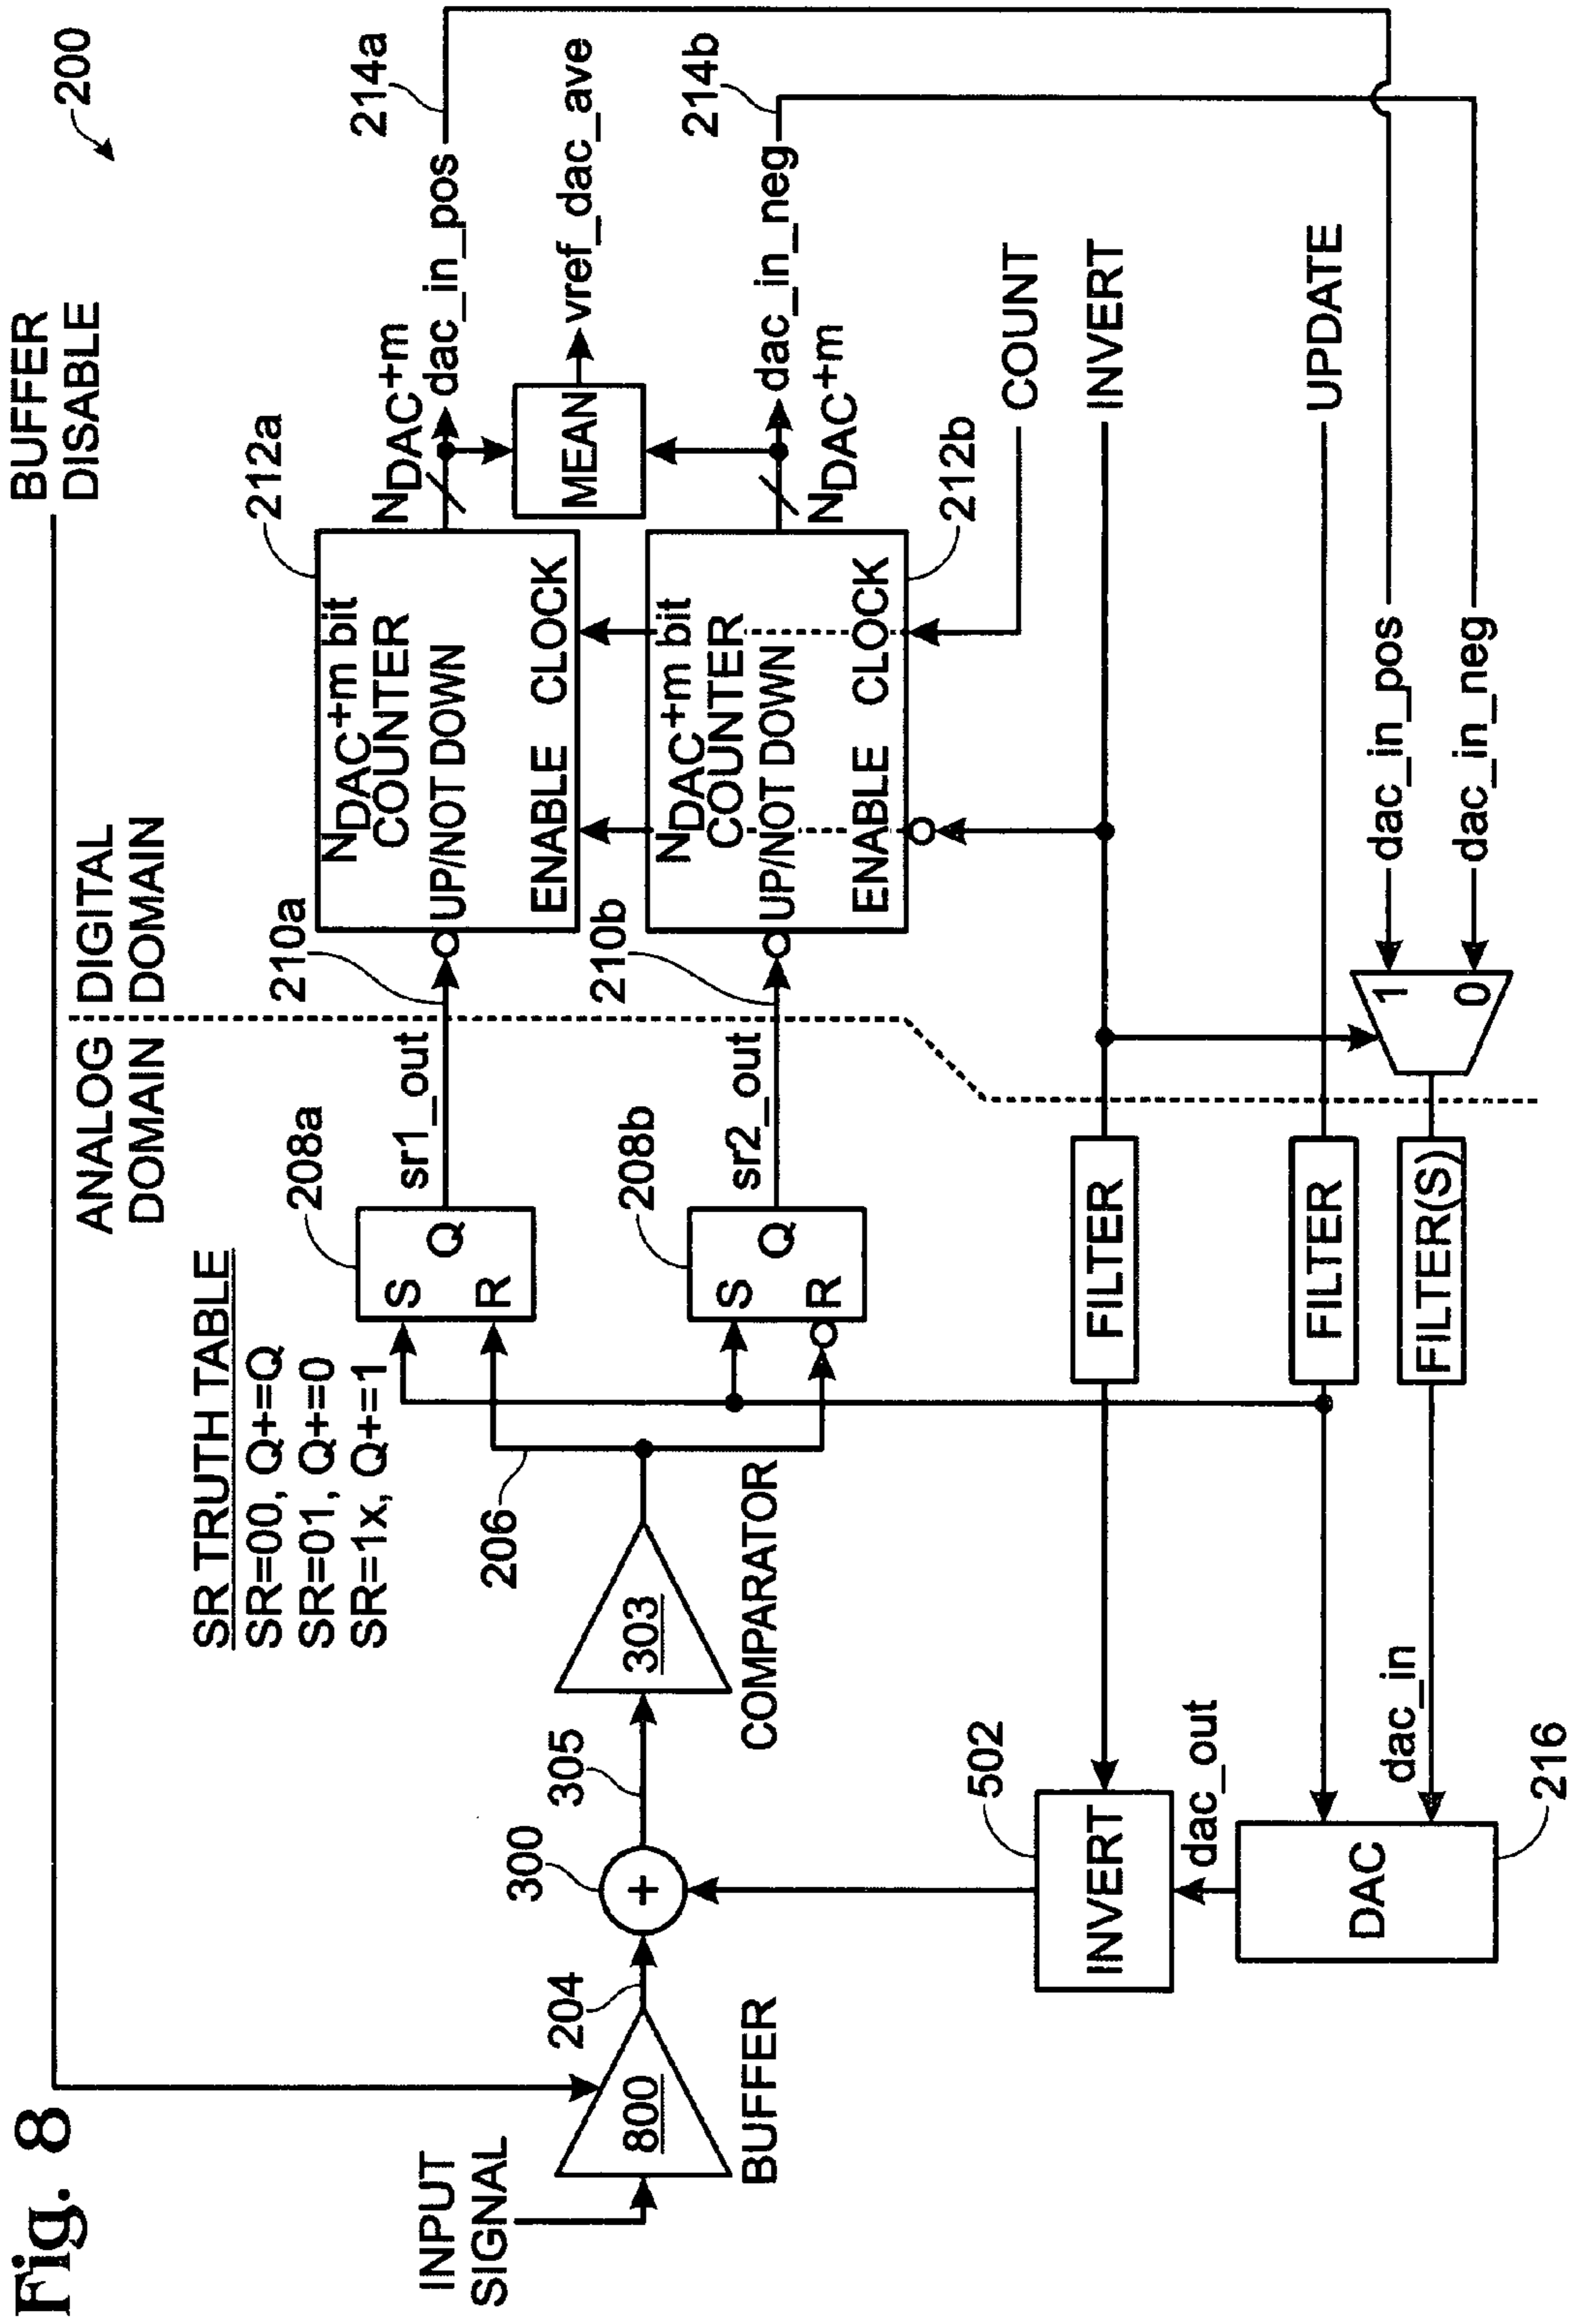 Fig. 8
200
BUFFER
DISABLE
ANALOG
DOMAIN
DIGITAL
DOMAIN
SR TRUTH TABLE
SR=00, Q+=Q
SR=01, Q+=0
SR=1x, Q+=1
INPUT
SIGNAL
800
BUFFER
204
300
+
305
303
COMPARATOR
206
208a
S
Q
R
sr1_out
210a
208b
S
Q
R
sr2_out
210b
212a
NDAC+m bit
COUNTER
UP/NOT DOWN
ENABLE CLOCK
NDAC+m
dac_in_pos
214a
MEAN
vref_dac_ave
212b
NDAC+m bit
COUNTER
UP/NOT DOWN
ENABLE CLOCK
dac_in_neg
NDAC+m
214b
COUNT
INVERT
UPDATE
502
INVERT
FILTER
dac_out
DAC
216
FILTER
dac_in
FILTER(S)
1
0
dac_in_pos
dac_in_neg